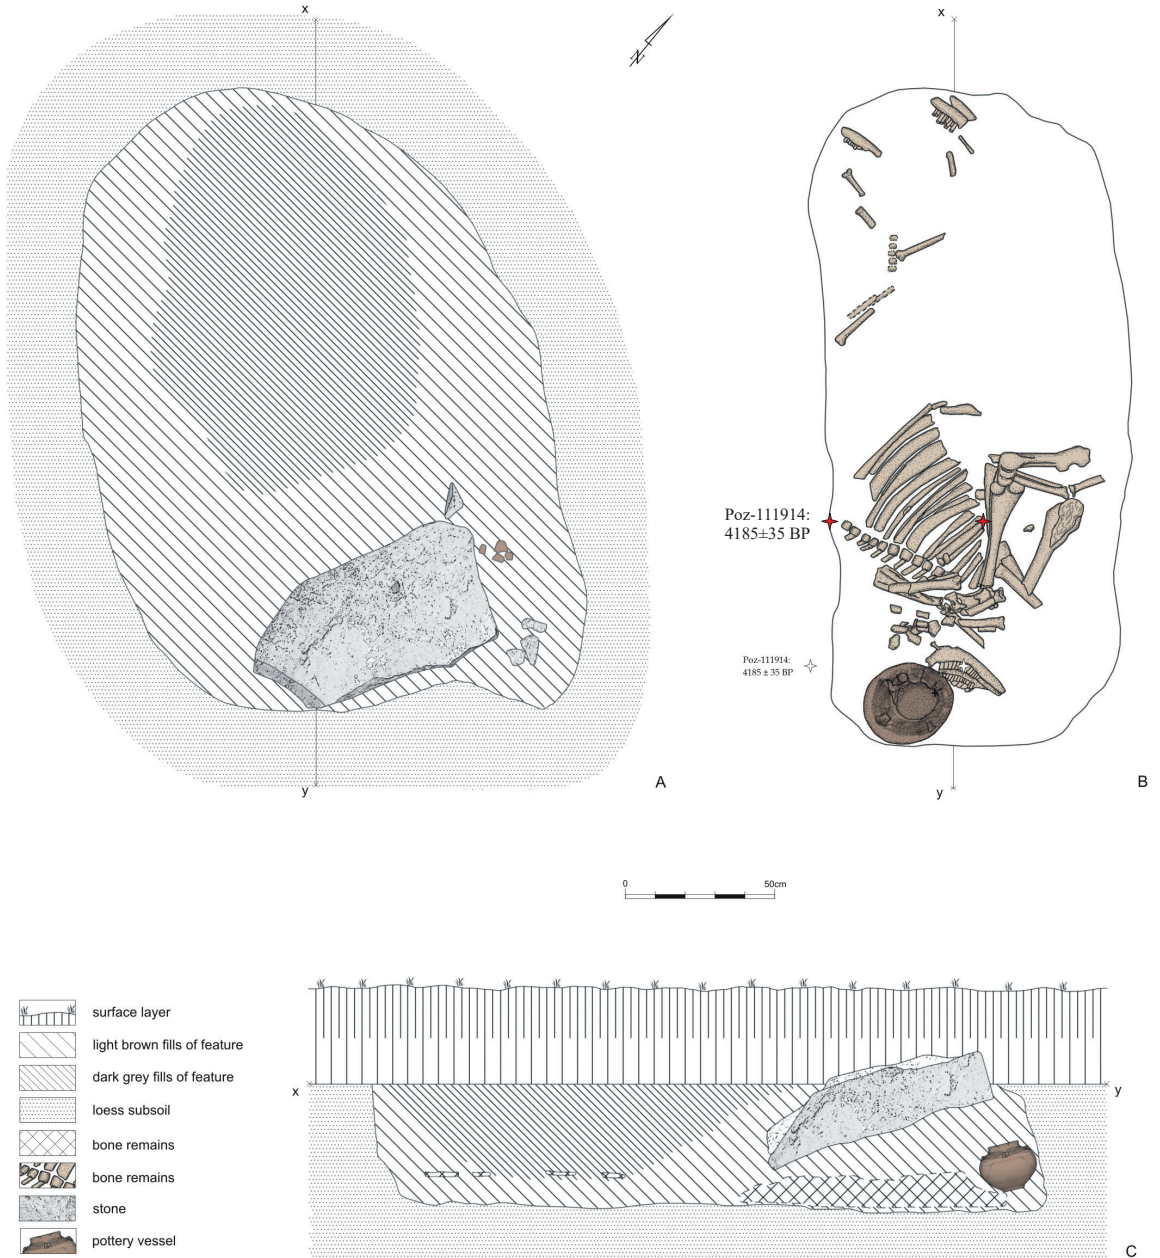 x
x
N
Poz-111914:
4185±35 BP
Poz-111914:
4185 ± 35 BP
y
A
y
B
0
50cm
surface layer
light brown fills of feature
dark grey fills of feature
loess subsoil
bone remains
bone remains
stone
pottery vessel
x
y
C